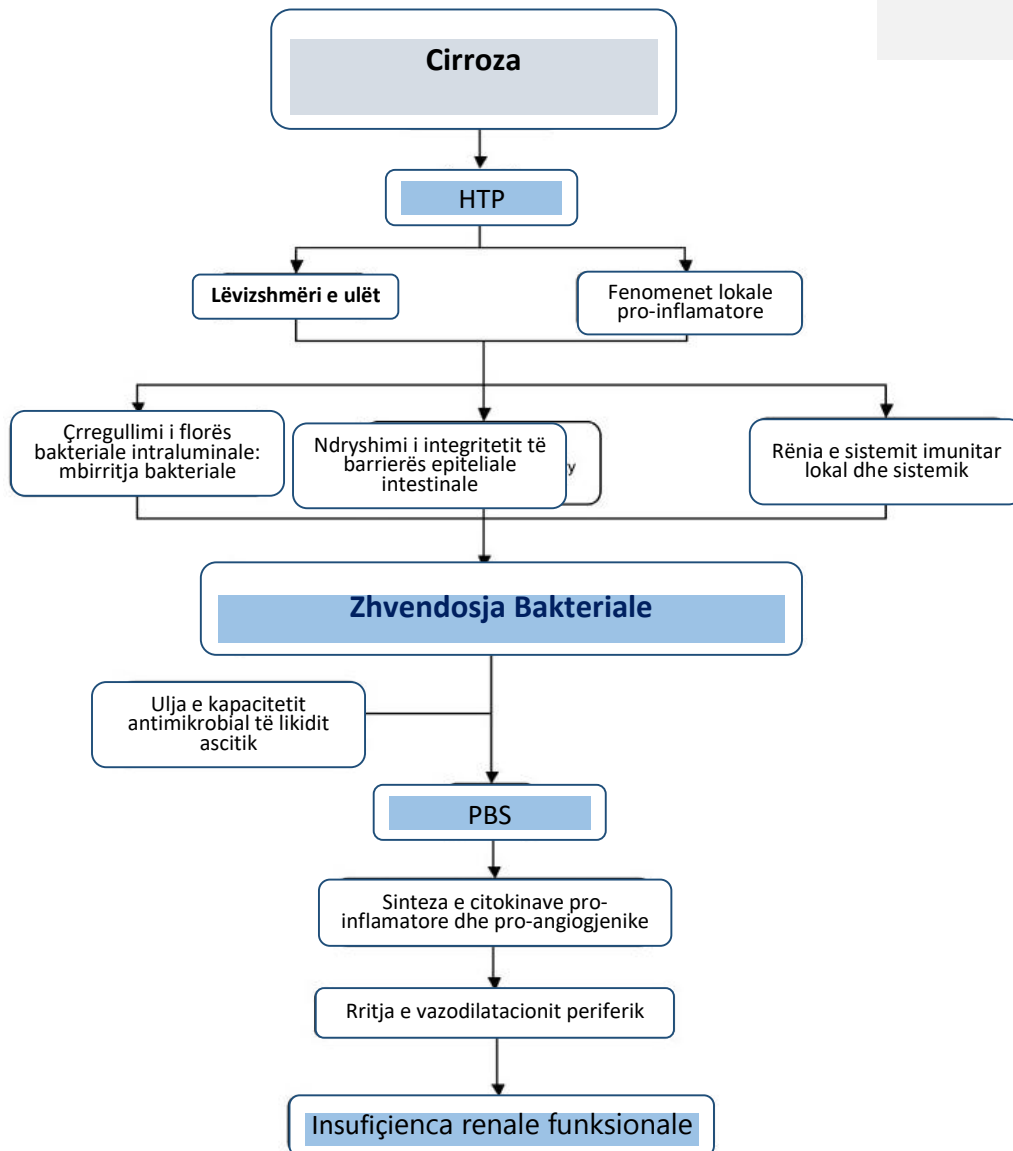 Cirroza
HTP
Lëvizshmëri e ulët
Fenomenet lokale
pro-inflamatore
Çrregullimi i florës
bakteriale intraluminale:
mbirritja bakteriale
Ndryshimi i integritetit të
barrierës epiteliale
intestinale
y
Rënia e sistemit imunitar
lokal dhe sistemik
Zhvendosja Bakteriale
Ulja e kapacitetit
antimikrobial të likidit
ascitik
PBS
Sinteza e citokinave pro-
inflamatore dhe pro-angiogjenike
Rritja e vazodilatacionit periferik
Insufiçienca renale funksionale